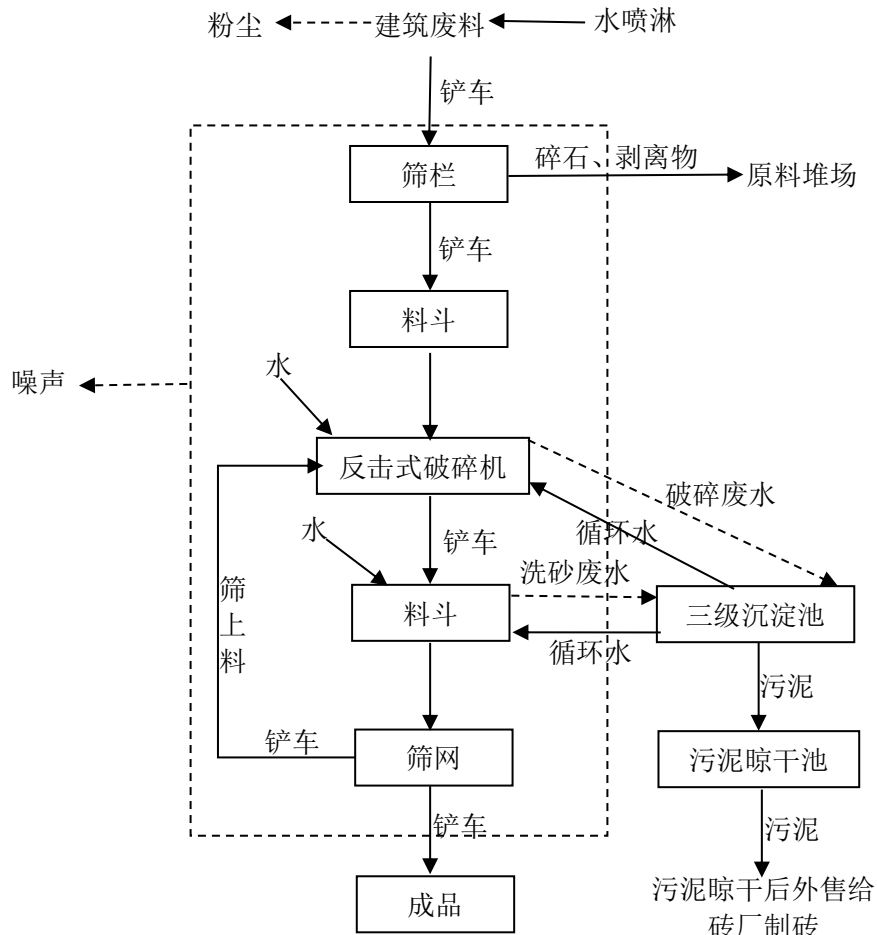 粉尘
建筑废料
水喷淋
铲车
筛栏
碎石、剥离物
原料堆场
铲车
料斗
噪声
水
反击式破碎机
破碎废水
循环水
水
铲车
洗砂废水
筛上料
料斗
三级沉淀池
循环水
污泥
铲车
筛网
污泥晾干池
铲车
污泥
成品
污泥晾干后外售给
砖厂制砖